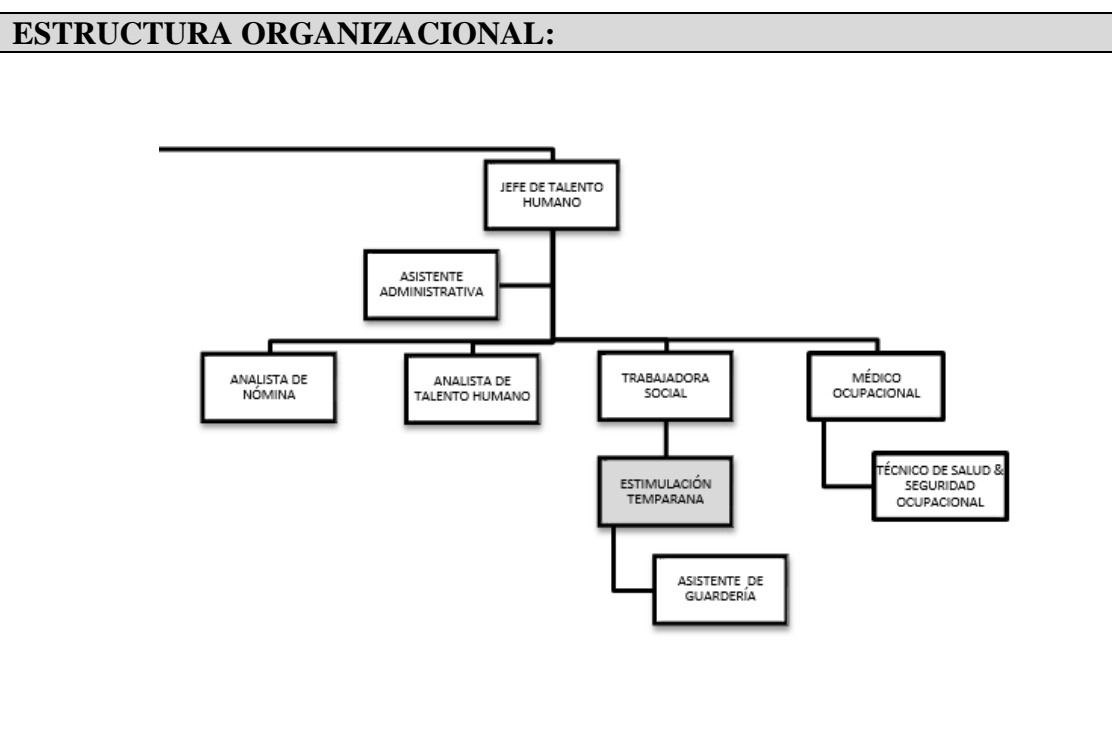 ESTRUCTURA ORGANIZACIONAL:
JEFE DE TALENTO
HUMANO
ASISTENTE
ADMINISTRATIVA
ANALISTA DE
NÓMINA
ANALISTA DE
TALENTO HUMANO
TRABAJADORA
SOCIAL
MÉDICO
OCUPACIONAL
ESTIMULACIÓN
TEMPARANA
TÉCNICO DE SALUD &
SEGURIDAD
OCUPACIONAL
ASISTENTE DE
GUARDERÍA